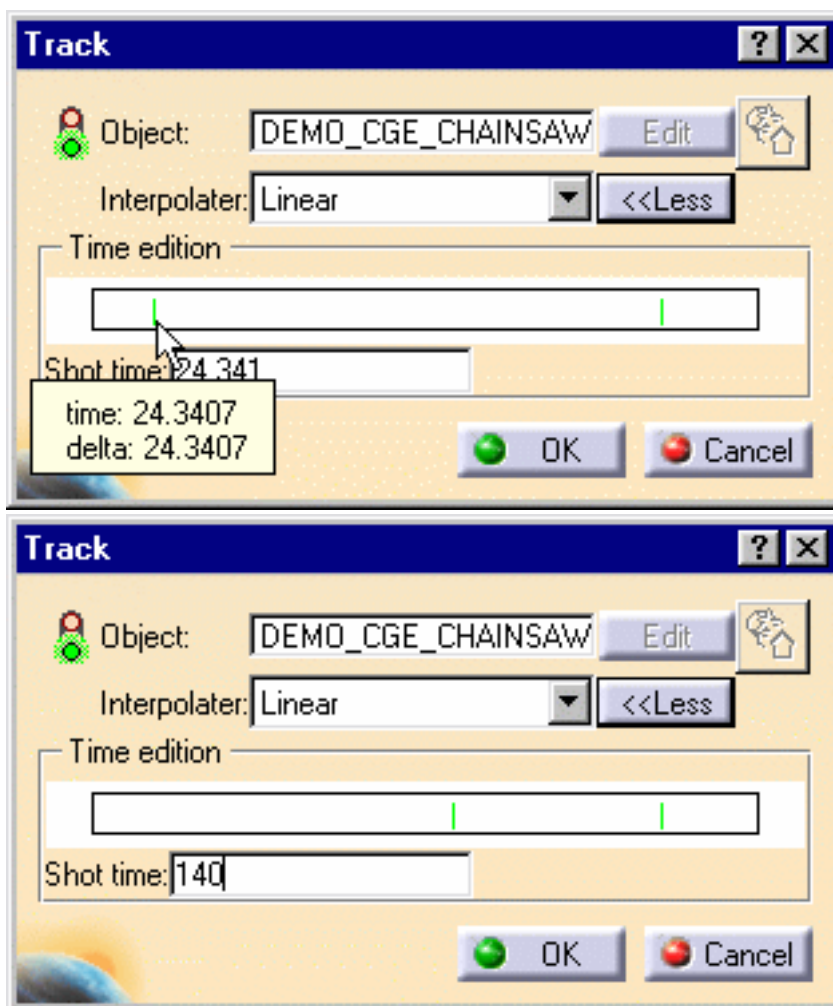 Track
Object: DEMO_CGE_CHAINSAW Edit
Interpolater: Linear <<Less
Time edition
Shot time: 24.341
time: 24.3407
delta: 24.3407
OK Cancel
Track
Object: DEMO_CGE_CHAINSAW Edit
Interpolater: Linear <<Less
Time edition
Shot time: 140
OK Cancel